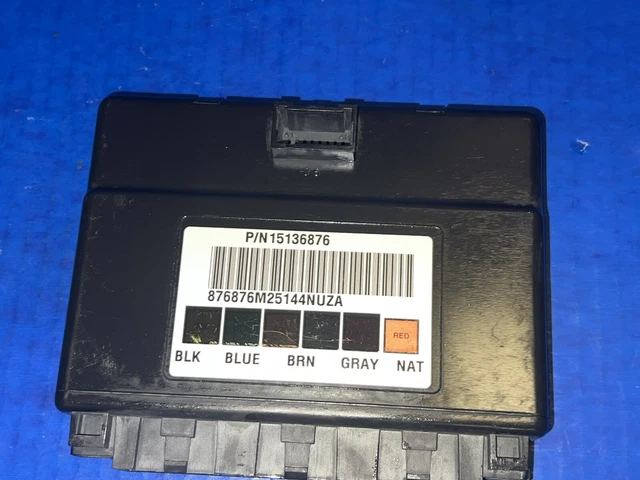 P/N15136876
876876M25144NUZA
RED
BLK BLUE BRN GRAY NAT